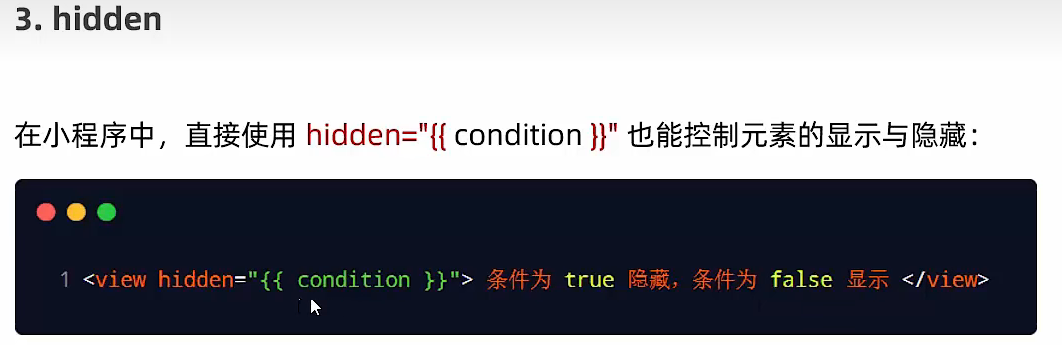 3. hidden
在小程序中，直接使用 hidden="{{ condition }}" 也能控制元素的显示与隐藏：
1 <view hidden="{{ condition }}"> 条件为 true 隐藏，条件为 false 显示 </view>